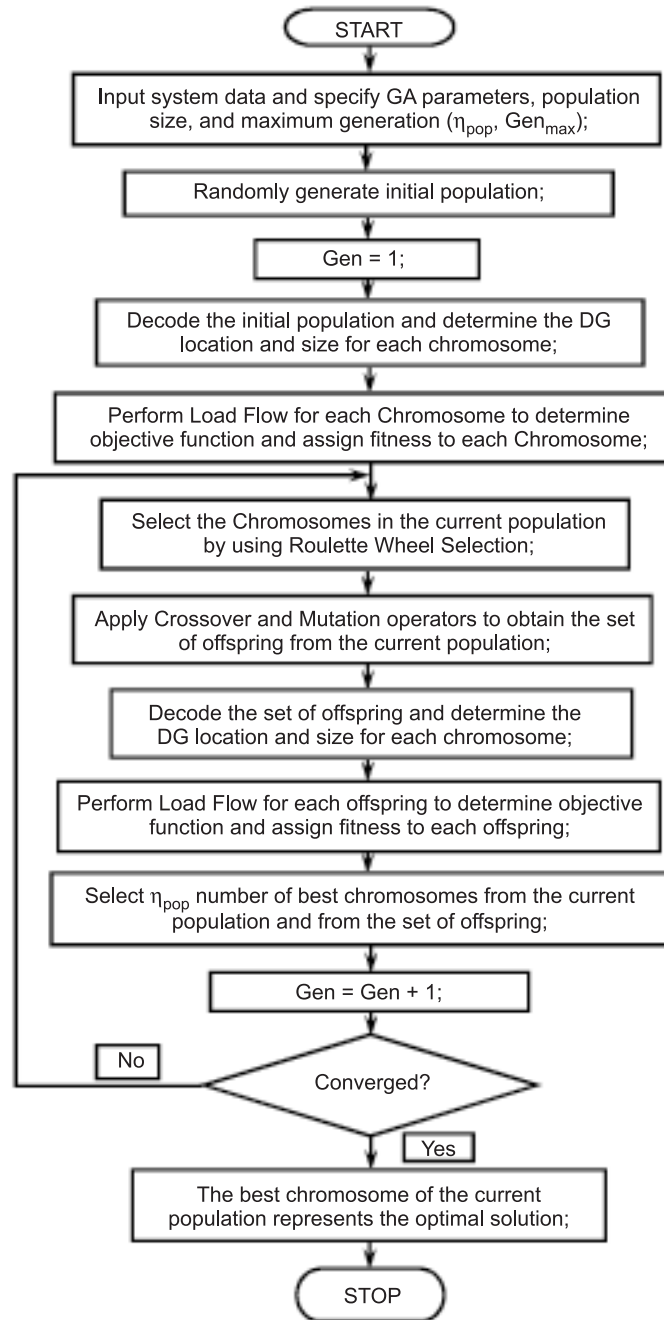 START
Input system data and specify GA parameters, population
size, and maximum generation (ηpop, Genmax);
Randomly generate initial population;
Gen = 1;
Decode the initial population and determine the DG
location and size for each chromosome;
Perform Load Flow for each Chromosome to determine
objective function and assign fitness to each Chromosome;
Select the Chromosomes in the current population
by using Roulette Wheel Selection;
Apply Crossover and Mutation operators to obtain the set
of offspring from the current population;
Decode the set of offspring and determine the
DG location and size for each chromosome;
Perform Load Flow for each offspring to determine objective
function and assign fitness to each offspring;
Select ηpop number of best chromosomes from the current
population and from the set of offspring;
Gen = Gen + 1;
No
Converged?
Yes
The best chromosome of the current
population represents the optimal solution;
STOP